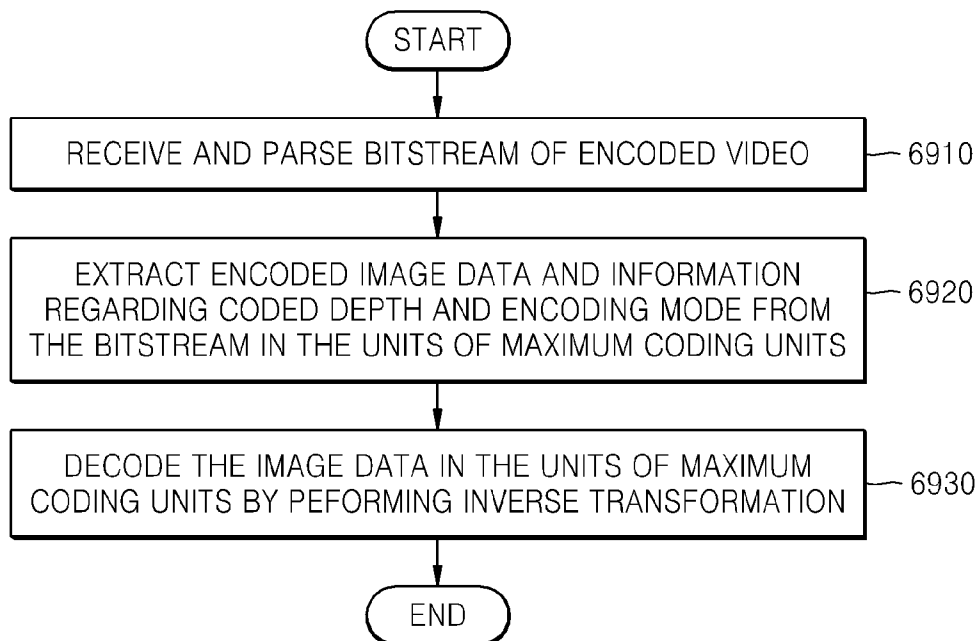 START
RECEIVE AND PARSE BITSTREAM OF ENCODED VIDEO
6910
EXTRACT ENCODED IMAGE DATA AND INFORMATION
REGARDING CODED DEPTH AND ENCODING MODE FROM
THE BITSTREAM IN THE UNITS OF MAXIMUM CODING UNITS
6920
DECODE THE IMAGE DATA IN THE UNITS OF MAXIMUM
CODING UNITS BY PEFORMING INVERSE TRANSFORMATION
6930
END